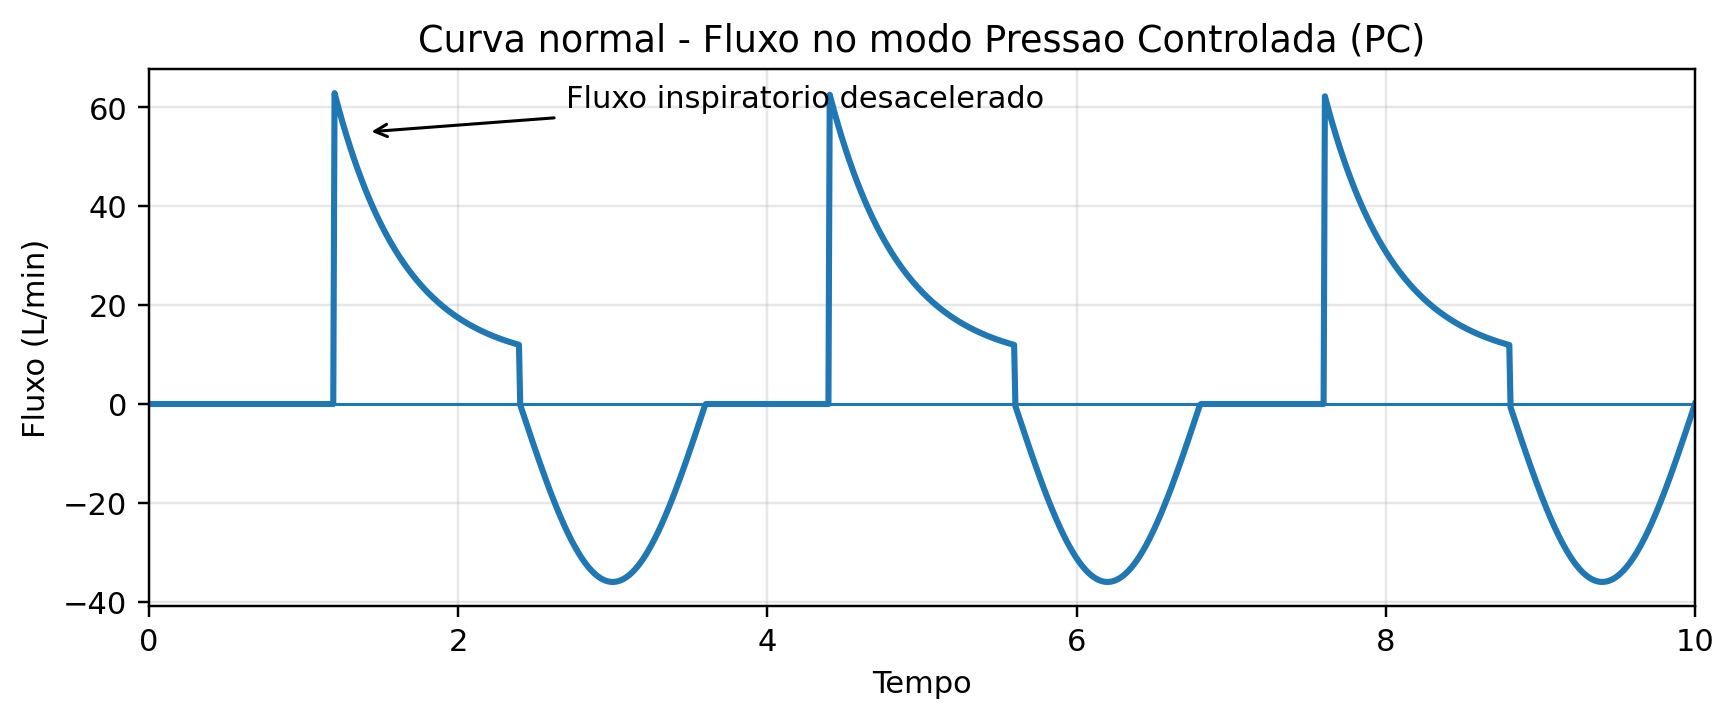 Curva normal - Fluxo no modo Pressao Controlada (PC)
Fluxo inspiratorio desacelerado
Fluxo (L/min)
60
40
20
0
−20
−40
0 2 4 6 8 10
Tempo